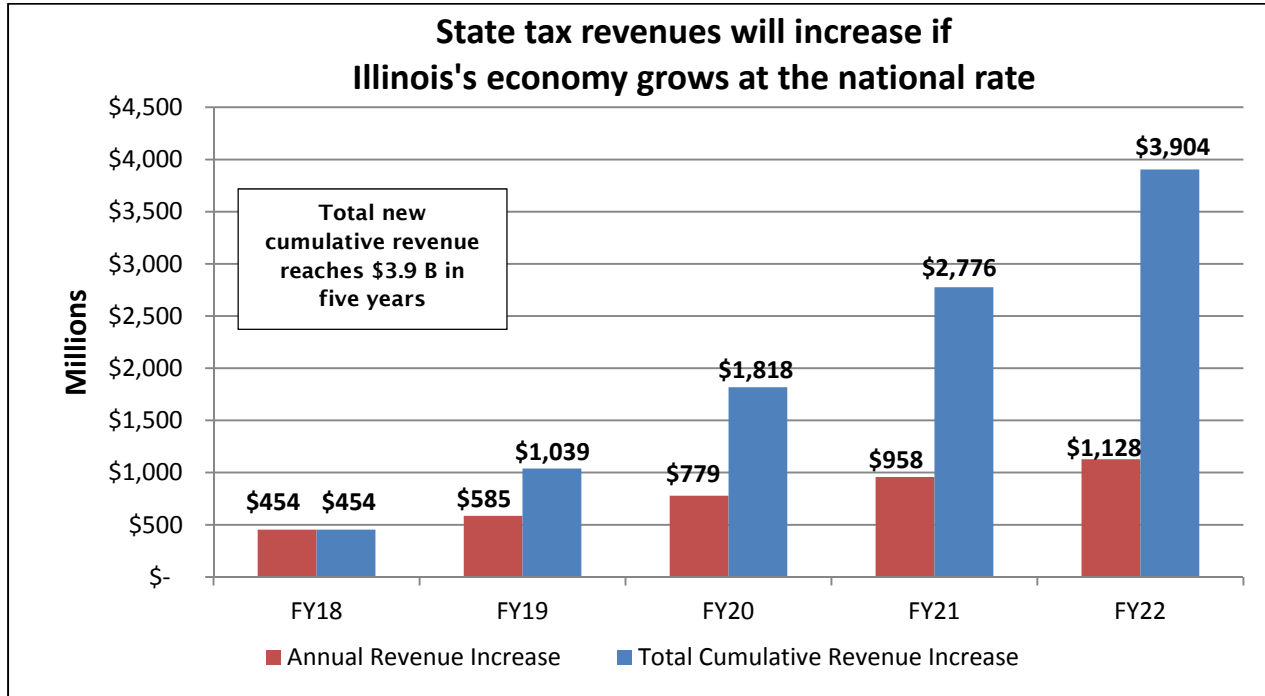 State tax revenues will increase if
Illinois's economy grows at the national rate
Millions
$4,500
$4,000
$3,500
$3,000
$2,500
$2,000
$1,500
$1,000
$500
$-
Total new
cumulative revenue
reaches $3.9 B in
five years
$454 $454
$585 $1,039
$779 $1,818
$958 $2,776
$1,128 $3,904
FY18 FY19 FY20 FY21 FY22
Annual Revenue Increase Total Cumulative Revenue Increase